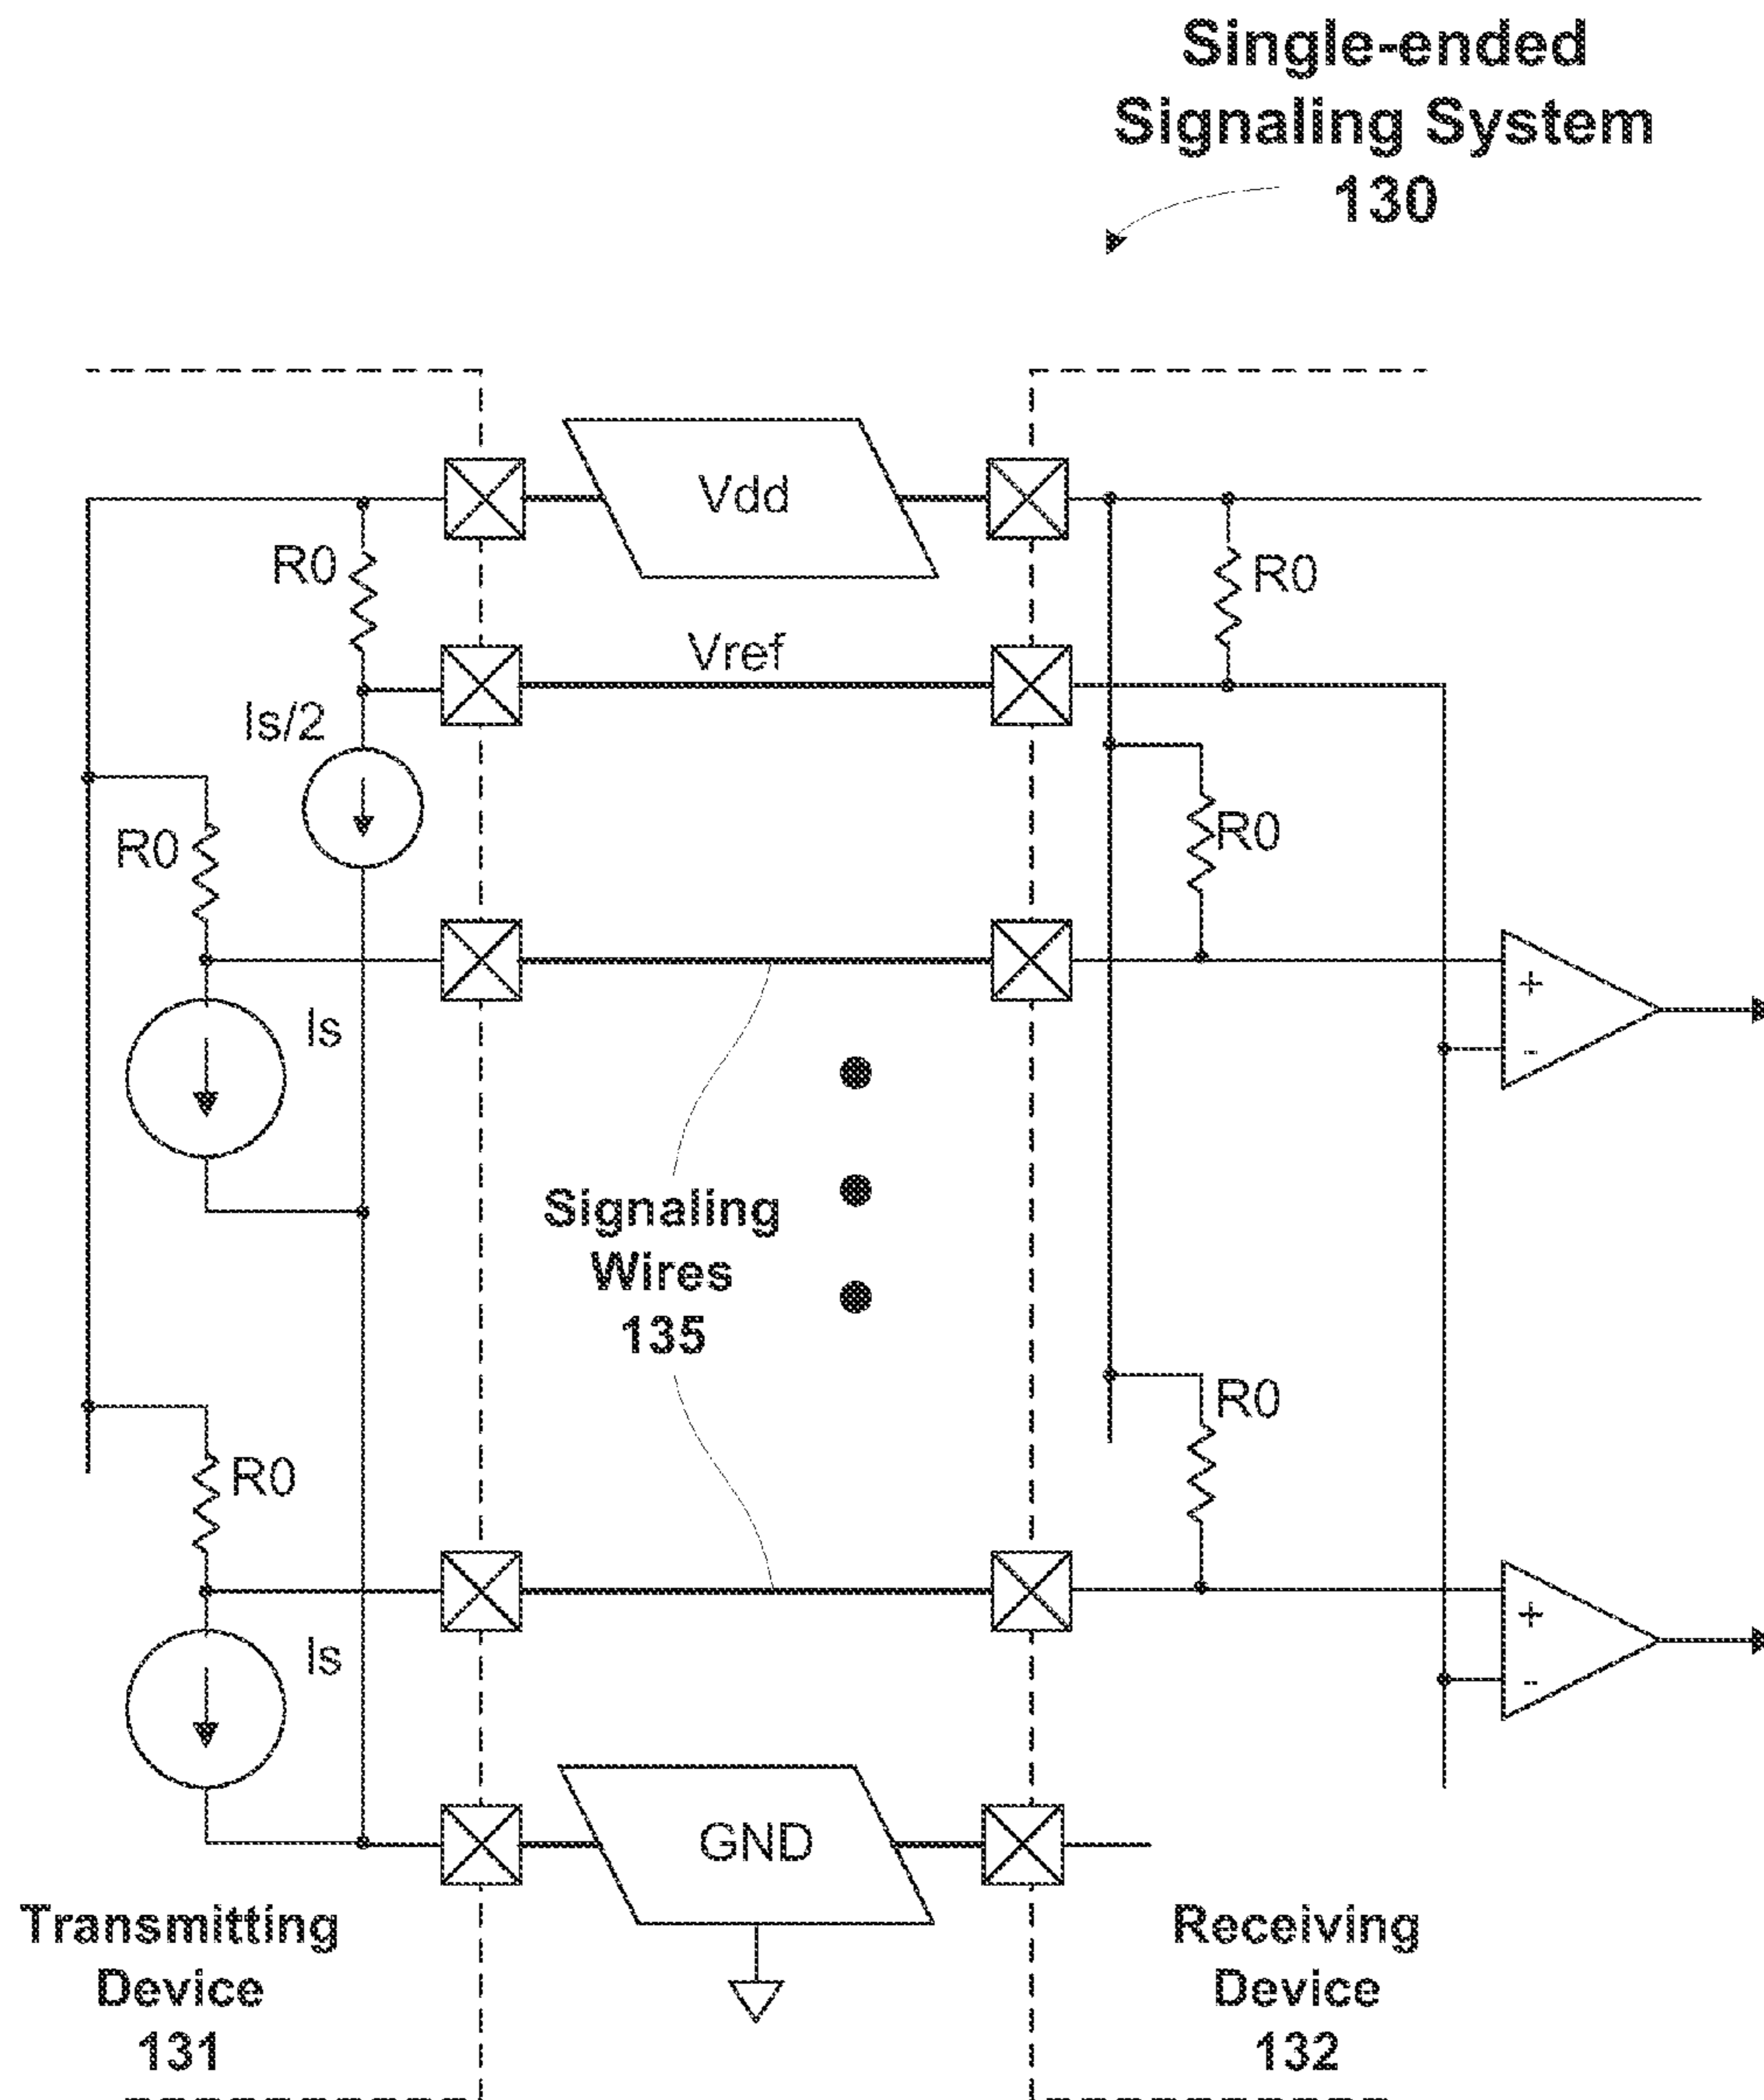 Single-ended
Signaling System
130
Vdd
R0
R0
Vref
Is/2
R0
R0
+
-
Is
Signaling
Wires
135
R0
R0
+
-
Is
GND
Transmitting
Device
131
Receiving
Device
132